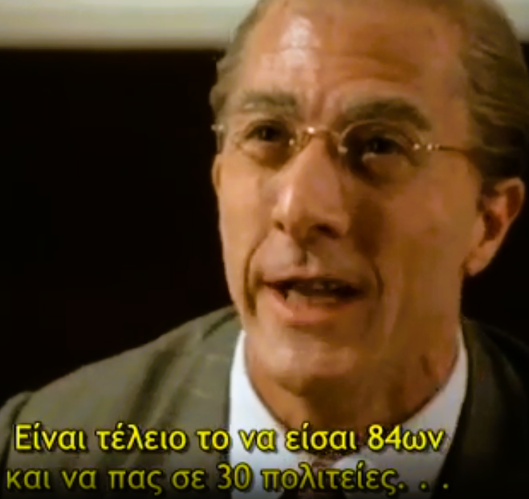 Είναι τέλειο το να είσαι 84ων
και να πας σε 30 πολιτείες. . .